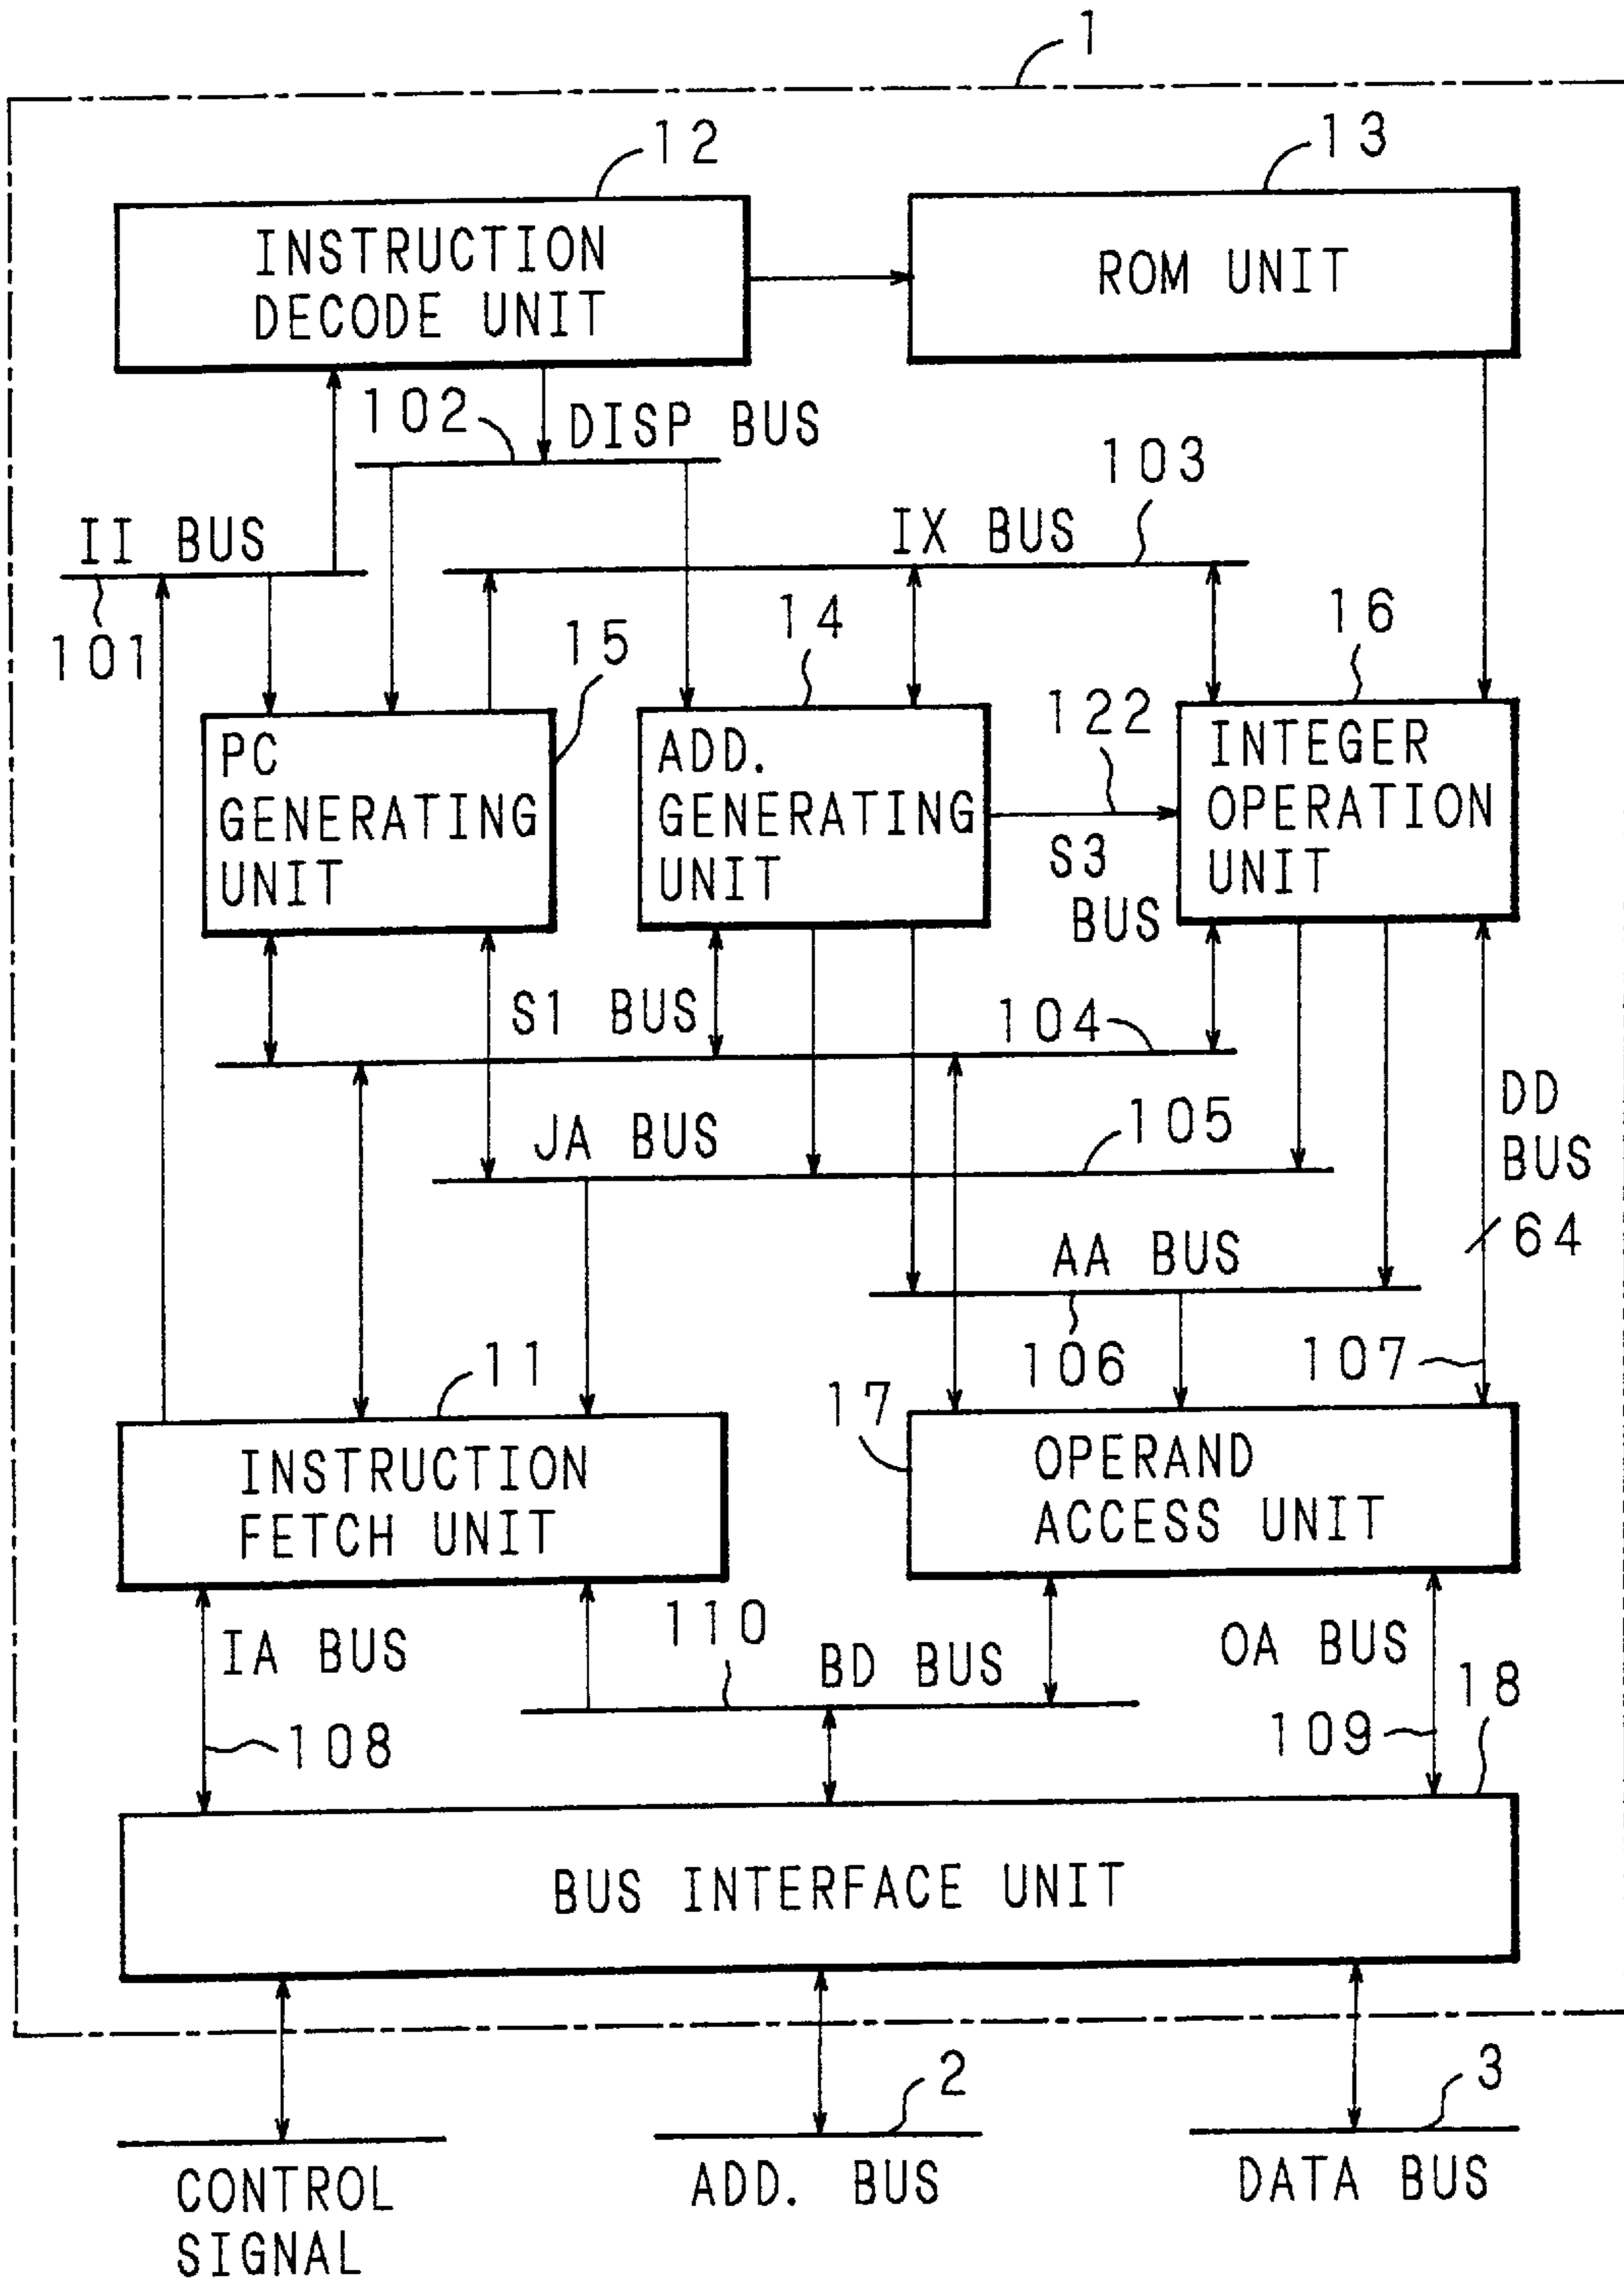 1
12
13
INSTRUCTION
DECODE UNIT
ROM UNIT
102
DISP BUS
103
II BUS
IX BUS
101
15
14
16
122
PC
GENERATING
UNIT
ADD.
GENERATING
UNIT
S3
BUS
INTEGER
OPERATION
UNIT
S1 BUS
104
DD
BUS
JA BUS
105
64
AA BUS
106
107
11
17
INSTRUCTION
FETCH UNIT
OPERAND
ACCESS UNIT
IA BUS
110
BD BUS
OA BUS
18
108
109
BUS INTERFACE UNIT
2
3
CONTROL
SIGNAL
ADD. BUS
DATA BUS